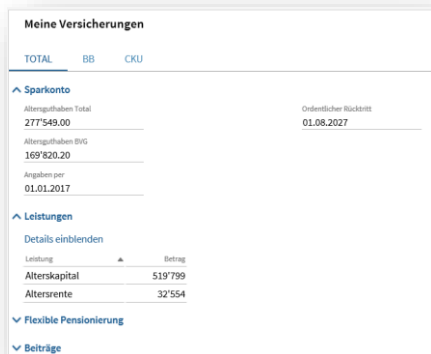 Meine Versicherungen
TOTAL BB CKU
Sparkonto
Altersguthaben Total Ordentlicher Rücktritt
277'549.00 01.08.2027
Altersguthaben BVG
169'820.20
Angaben per
01.01.2017
Leistungen
Details einblenden
Leistung Betrag
Alterskapital 519'799
Altersrente 32'554
Flexible Pensionierung
Beiträge